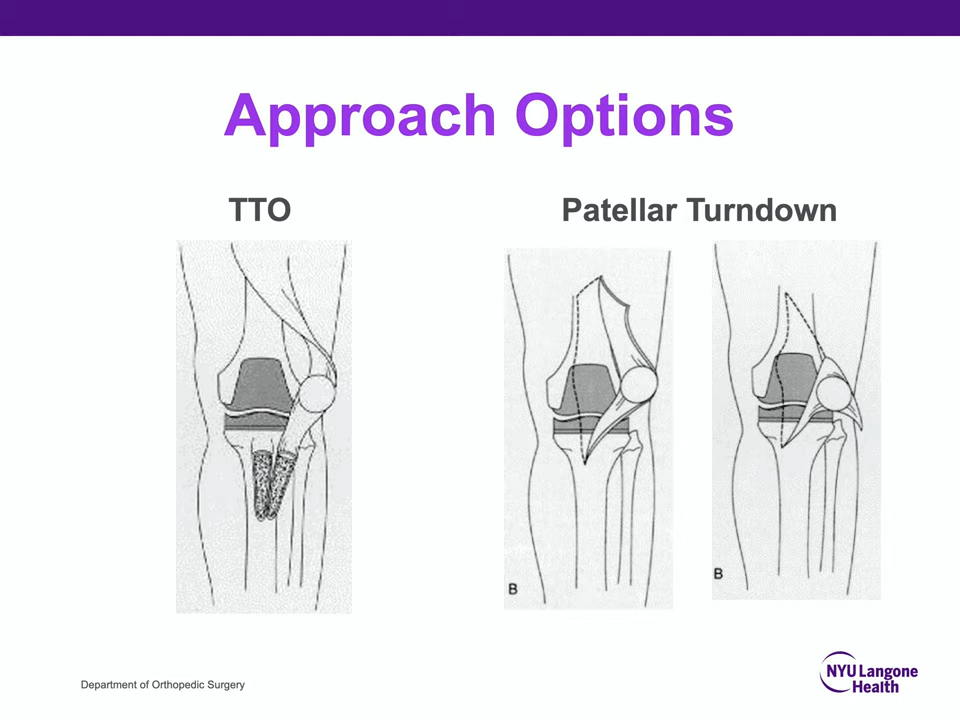 Approach Options
TTO
Patellar Turndown
B
B
Department of Orthopedic Surgery
NYU Langone
Health